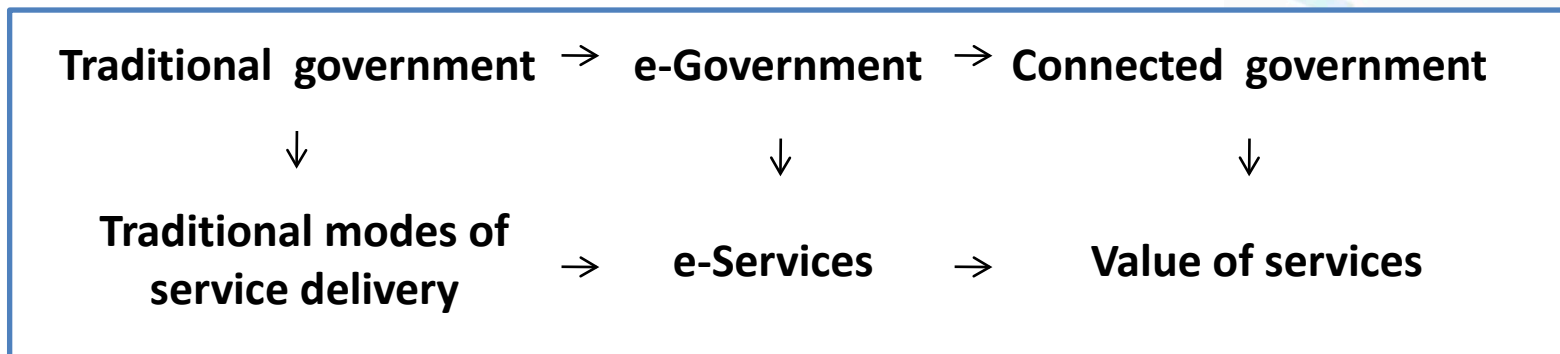 Traditional government → e-Government → Connected government
↓ ↓ ↓
Traditional modes of
service delivery → e-Services → Value of services